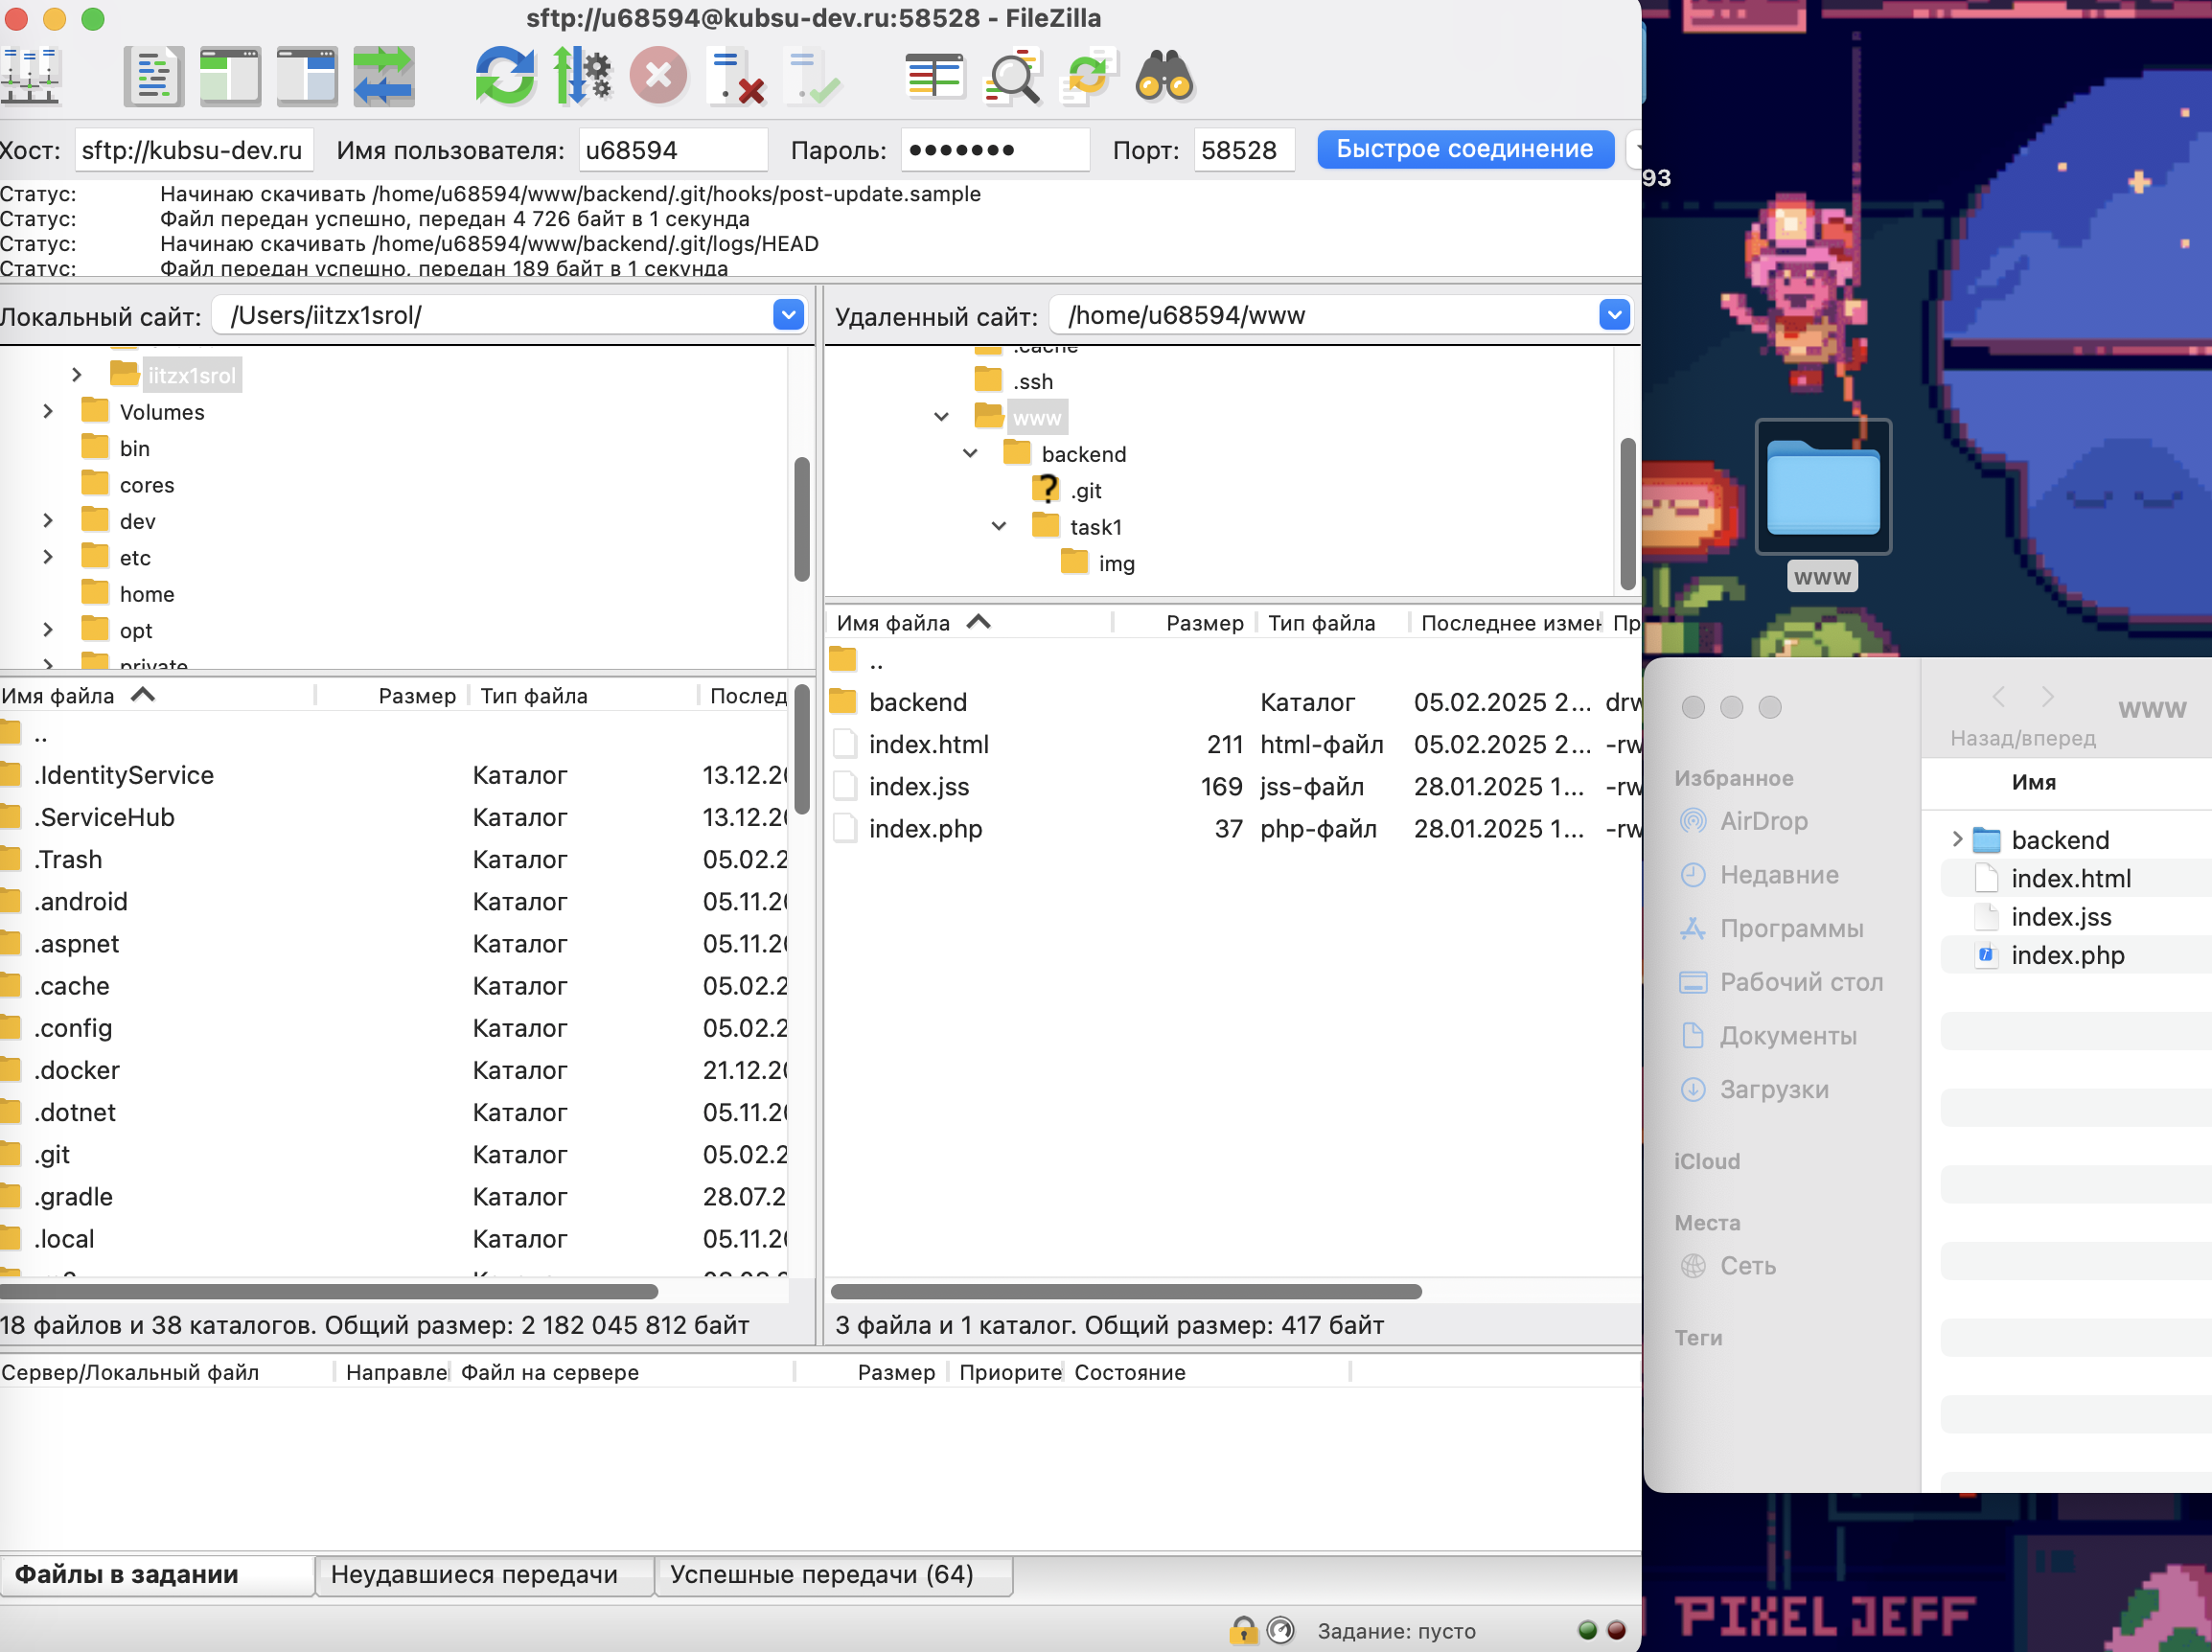 sftp://u68594@kubsu-dev.ru:58528 - FileZilla
Хост: sftp://kubsu-dev.ru Имя пользователя: u68594 Пароль: ●●●●●●● Порт: 58528 Быстрое соединение
93
Статус: Начинаю скачивать /home/u68594/www/backend/.git/hooks/post-update.sample
Статус: Файл передан успешно, передан 4 726 байт в 1 секунда
Статус: Начинаю скачивать /home/u68594/www/backend/.git/logs/HEAD
Статус: Файл передан успешно, передан 189 байт в 1 секунда
Локальный сайт: /Users/iitzx1srol/
iitzx1srol
Volumes
bin
cores
dev
etc
home
opt
private
Имя файла Размер Тип файла Послед
..
.IdentityService Каталог 13.12.20
.ServiceHub Каталог 13.12.20
.Trash Каталог 05.02.2
.android Каталог 05.11.20
.aspnet Каталог 05.11.20
.cache Каталог 05.02.2
.config Каталог 05.02.2
.docker Каталог 21.12.20
.dotnet Каталог 05.11.20
.git Каталог 05.02.2
.gradle Каталог 28.07.2
.local Каталог 05.11.20
18 файлов и 38 каталогов. Общий размер: 2 182 045 812 байт
Удаленный сайт: /home/u68594/www
.cache
.ssh
www
backend
? .git
task1
img
Имя файла Размер Тип файла Последнее измен Пр
..
backend Каталог 05.02.2025 2... drw
index.html 211 html-файл 05.02.2025 2... -rw
index.jss 169 jss-файл 28.01.2025 1... -rw
index.php 37 php-файл 28.01.2025 1... -rw
3 файла и 1 каталог. Общий размер: 417 байт
Сервер/Локальный файл Направле Файл на сервере Размер Приорите Состояние
Файлы в задании Неудавшиеся передачи Успешные передачи (64)
Задание: пусто
www
www
Назад/вперед
Избранное
AirDrop
Недавние
Программы
Рабочий стол
Документы
Загрузки
iCloud
Места
Сеть
Теги
Имя
backend
index.html
index.jss
index.php
PIXEL JEFF